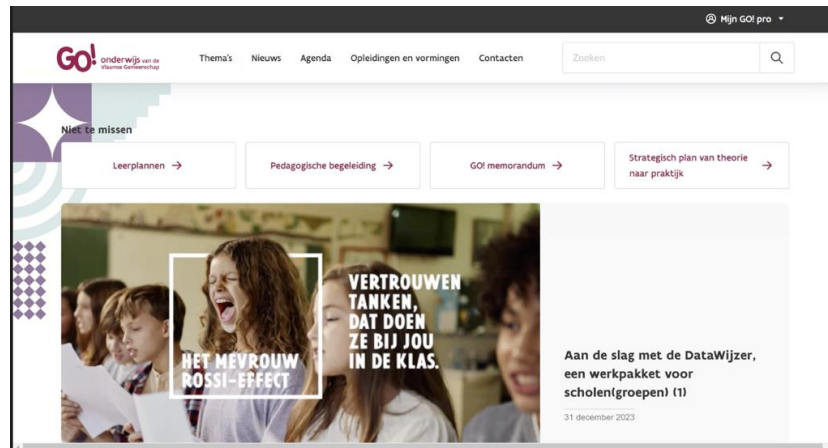 Mijn GO! pro
GO! onderwijs van de
Vlaamse Gemeenschap
Thema's Nieuws Agenda Opleidingen en vormingen Contacten Zoeken
Niet te missen
Leerplannen → Pedagogische begeleiding → GO! memorandum → Strategisch plan van theorie
naar praktijk →
HET MEVROUW
ROSSI-EFFECT
VERTROUWEN
TANKEN,
DAT DOEN
ZE BIJ JOU
IN DE KLAS.
Aan de slag met de DataWijzer,
een werkpakket voor
scholen(groepen) (1)
31 december 2023